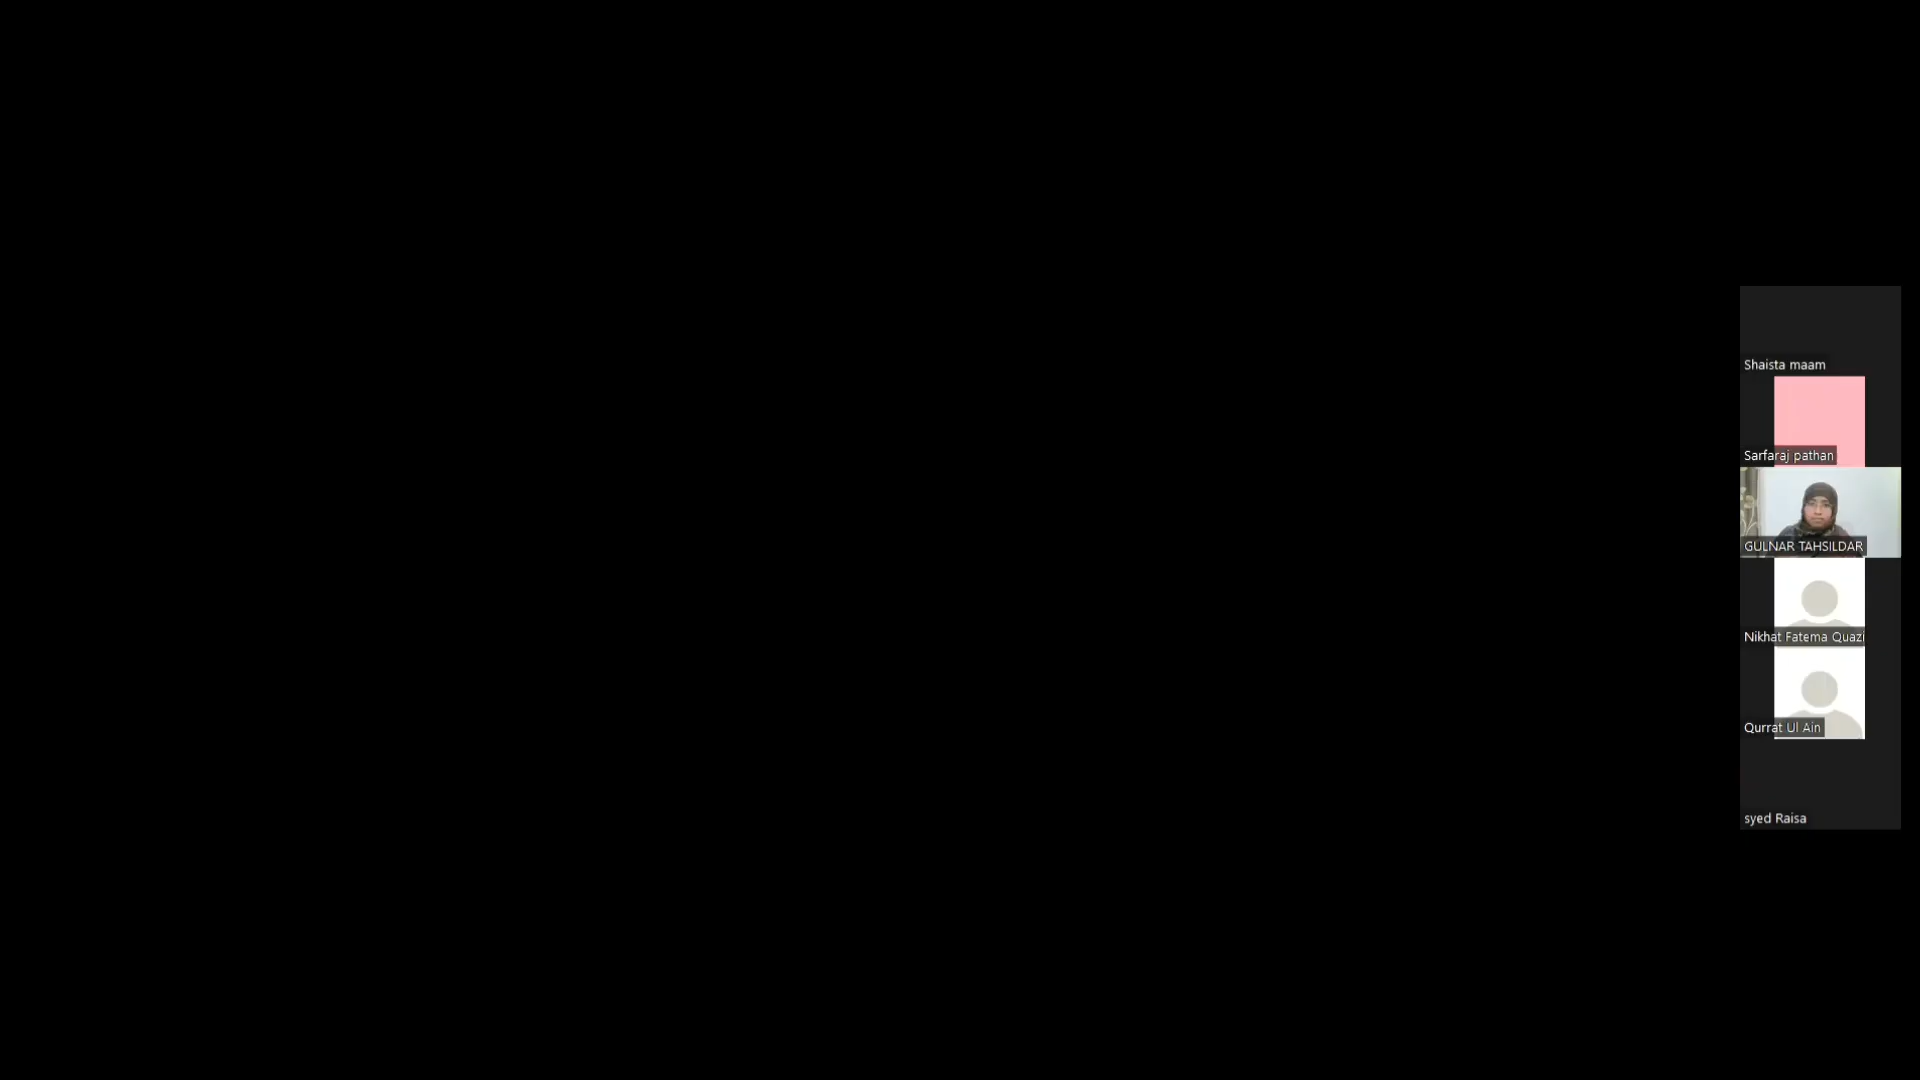 Shaista maam
Sarfaraj pathan
GULNAR TAHSILDAR
Nikhat Fatema Quazi
Qurrat Ul Ain
syed Raisa